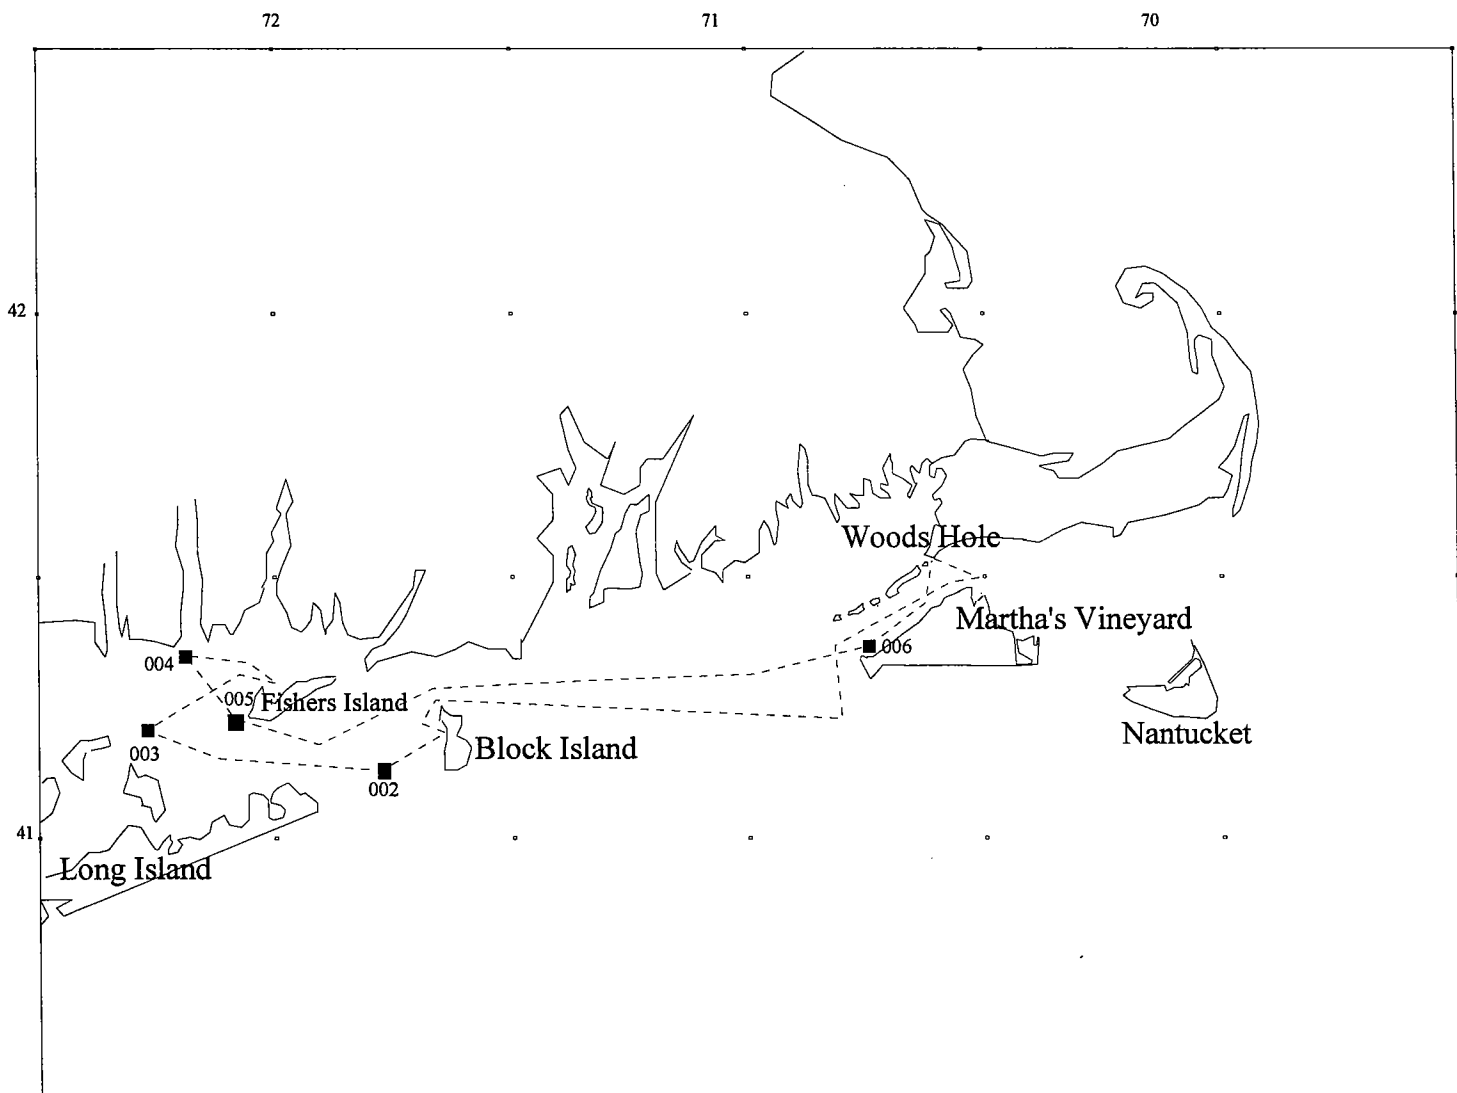 72 71 70
42
Woods Hole
Martha's Vineyard
006
004
005 Fishers Island
Nantucket
003
Block Island
002
41
Long Island